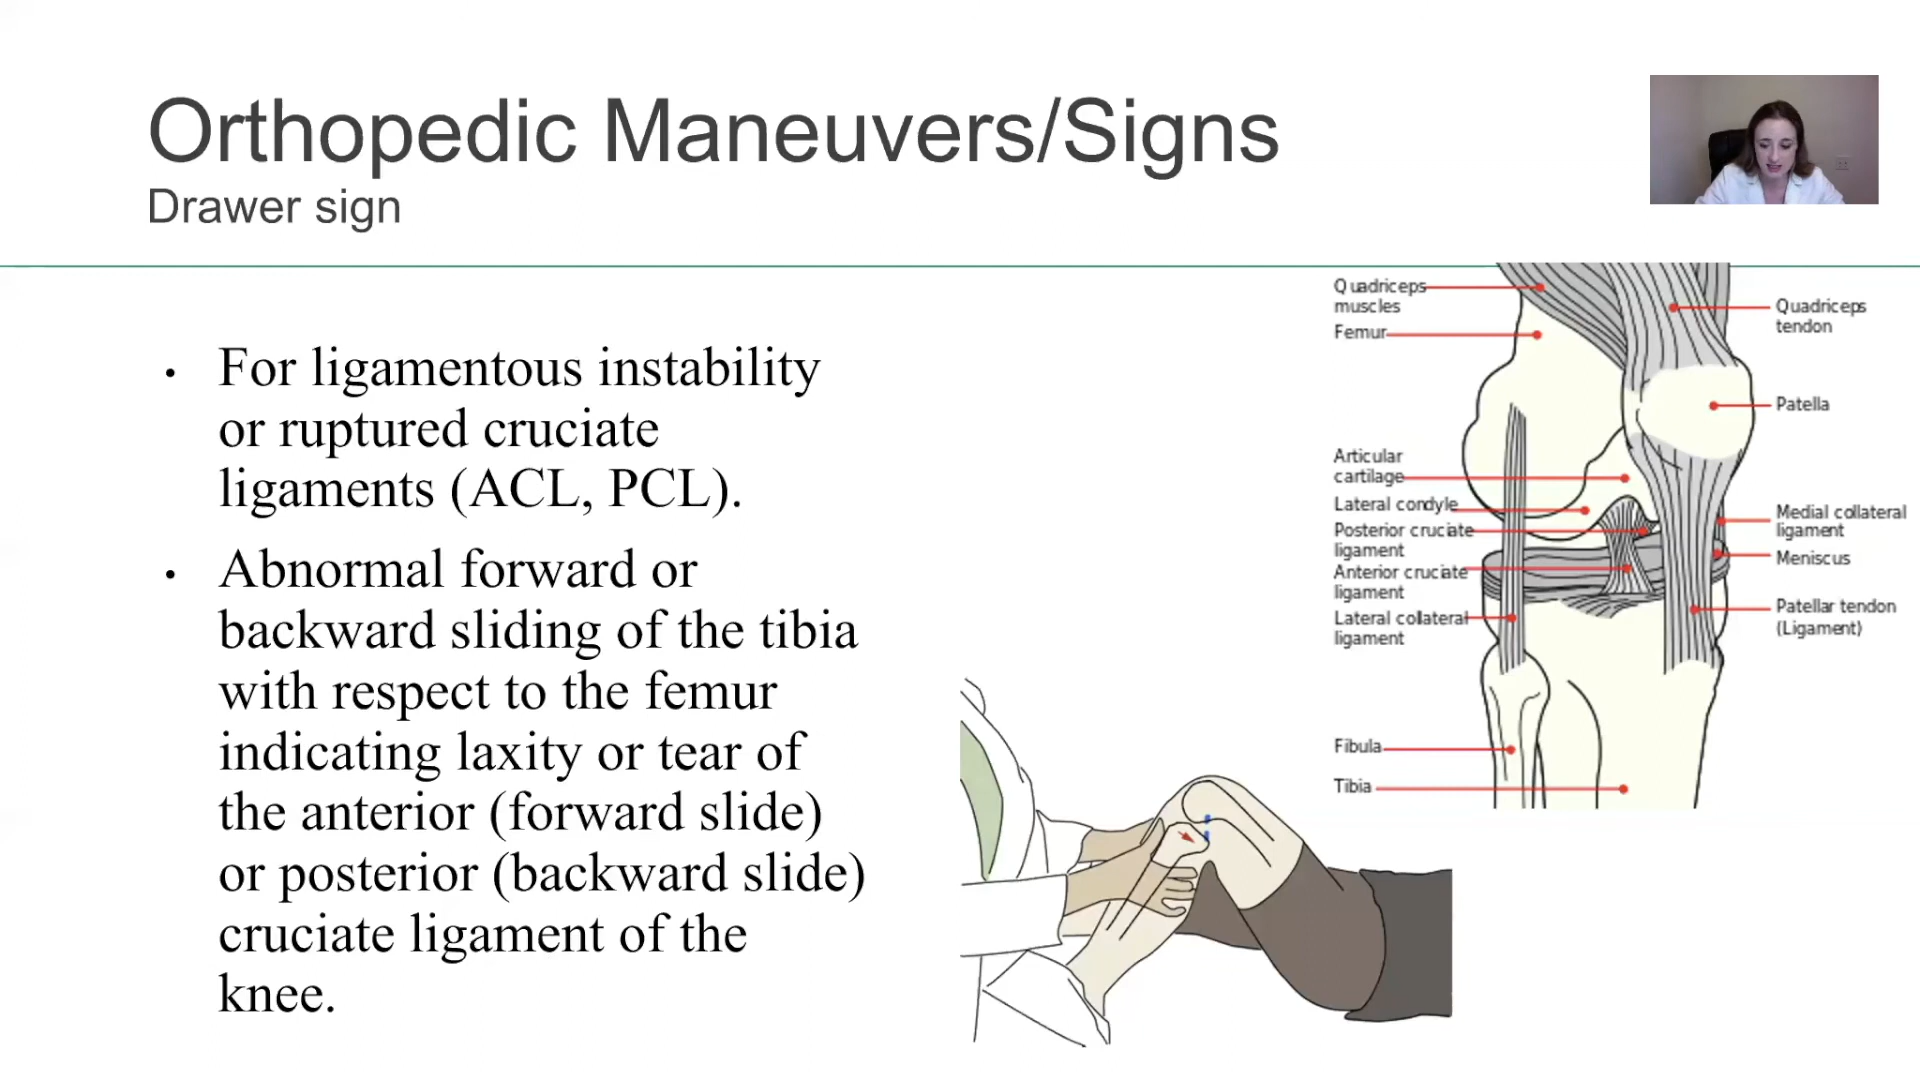 Orthopedic Maneuvers/Signs
Drawer sign
• For ligamentous instability
or ruptured cruciate
ligaments (ACL, PCL).
• Abnormal forward or
backward sliding of the tibia
with respect to the femur
indicating laxity or tear of
the anterior (forward slide)
or posterior (backward slide)
cruciate ligament of the
knee.
Quadriceps
muscles
Femur
Articular
cartilage
Lateral condyle
Posterior cruciate
ligament
Anterior cruciate
ligament
Lateral collateral
ligament
Fibula
Tibia
Quadriceps
tendon
Patella
Medial collateral
ligament
Meniscus
Patellar tendon
(Ligament)